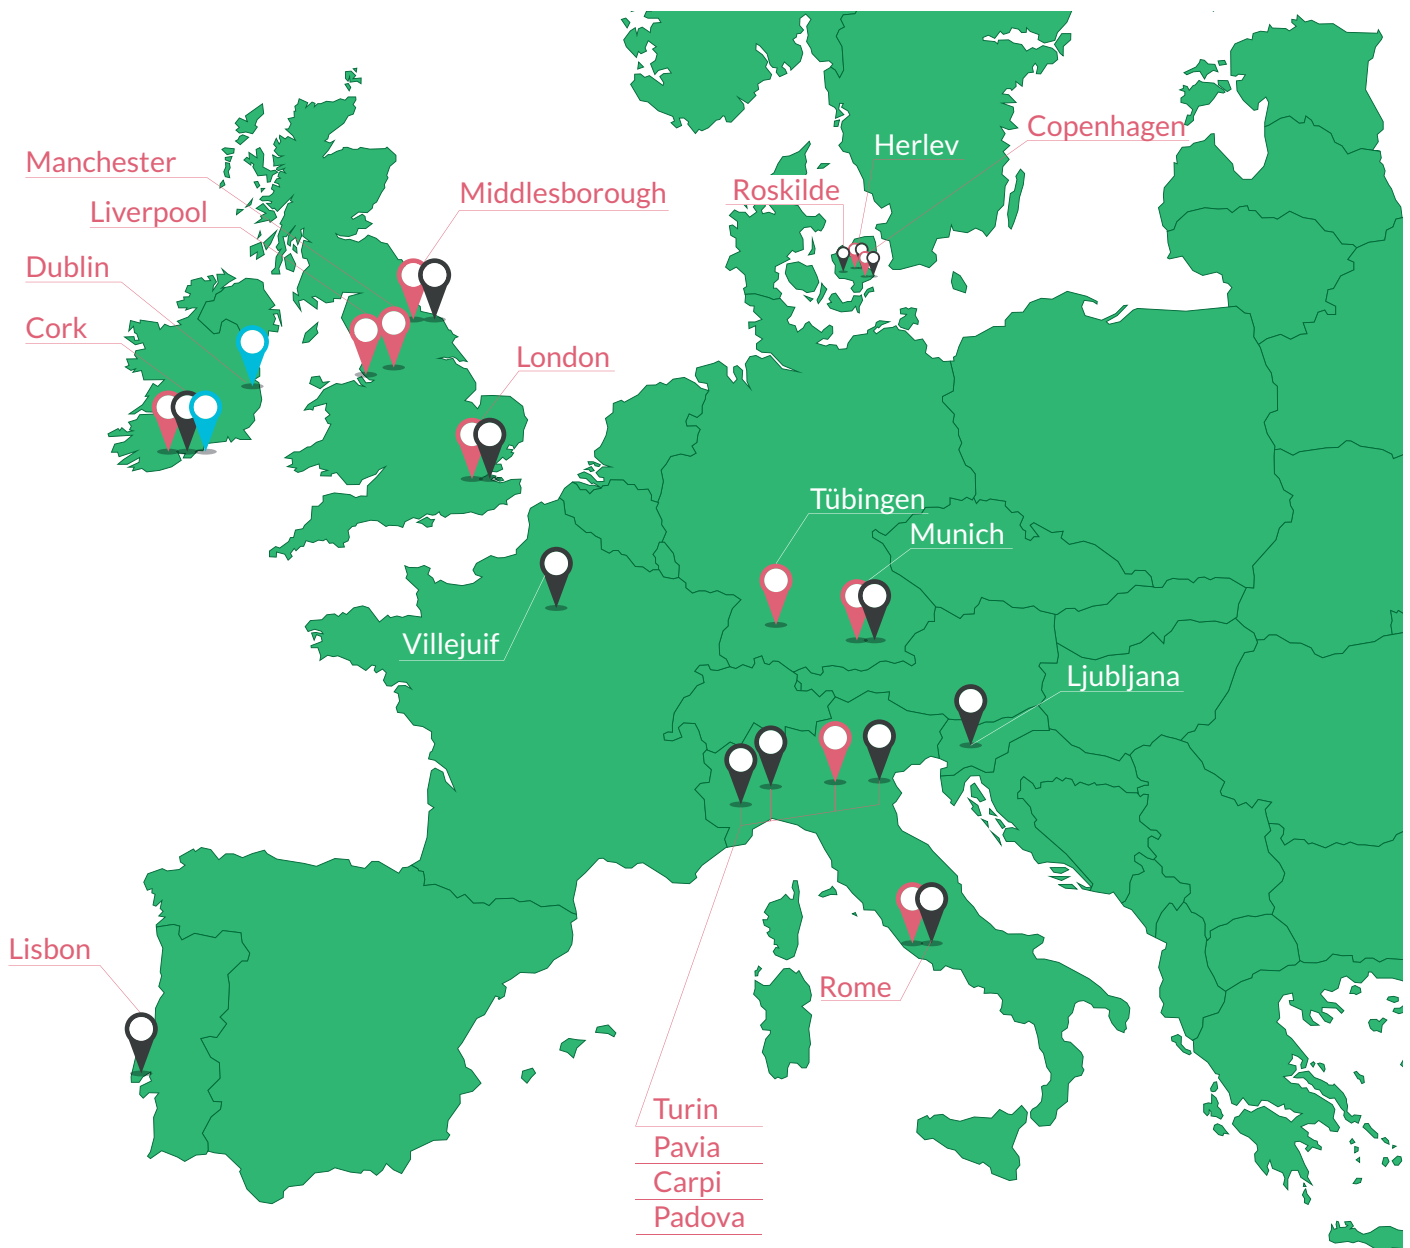 Copenhagen
Herlev
Manchester
Roskilde
Middlesborough
Liverpool
Dublin
Cork
London
Tübingen
Munich
Villejuif
Ljubljana
Lisbon
Rome
Turin
Pavia
Carpi
Padova